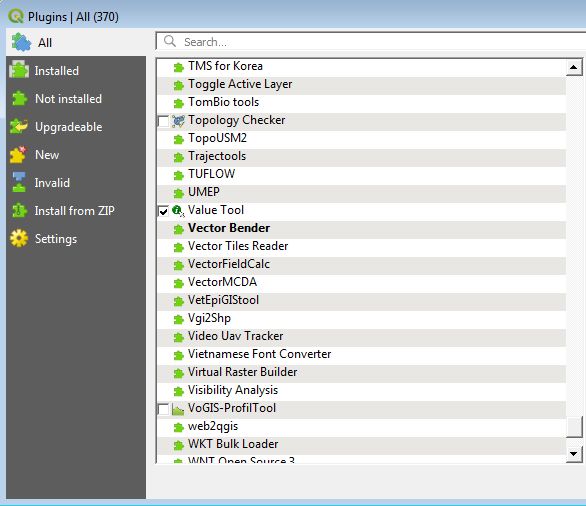 Plugins | All (370)
All
Installed
Not installed
Upgradeable
New
Invalid
Install from ZIP
Settings
Search...
TMS for Korea
Toggle Active Layer
TomBio tools
Topology Checker
TopoUSM2
Trajectools
TUFLOW
UMEP
Value Tool
Vector Bender
Vector Tiles Reader
VectorFieldCalc
VectorMCDA
VetEpiGIStool
Vgi2Shp
Video Uav Tracker
Vietnamese Font Converter
Virtual Raster Builder
Visibility Analysis
VoGIS-ProfilTool
web2qgis
WKT Bulk Loader
WNT Open Source 3